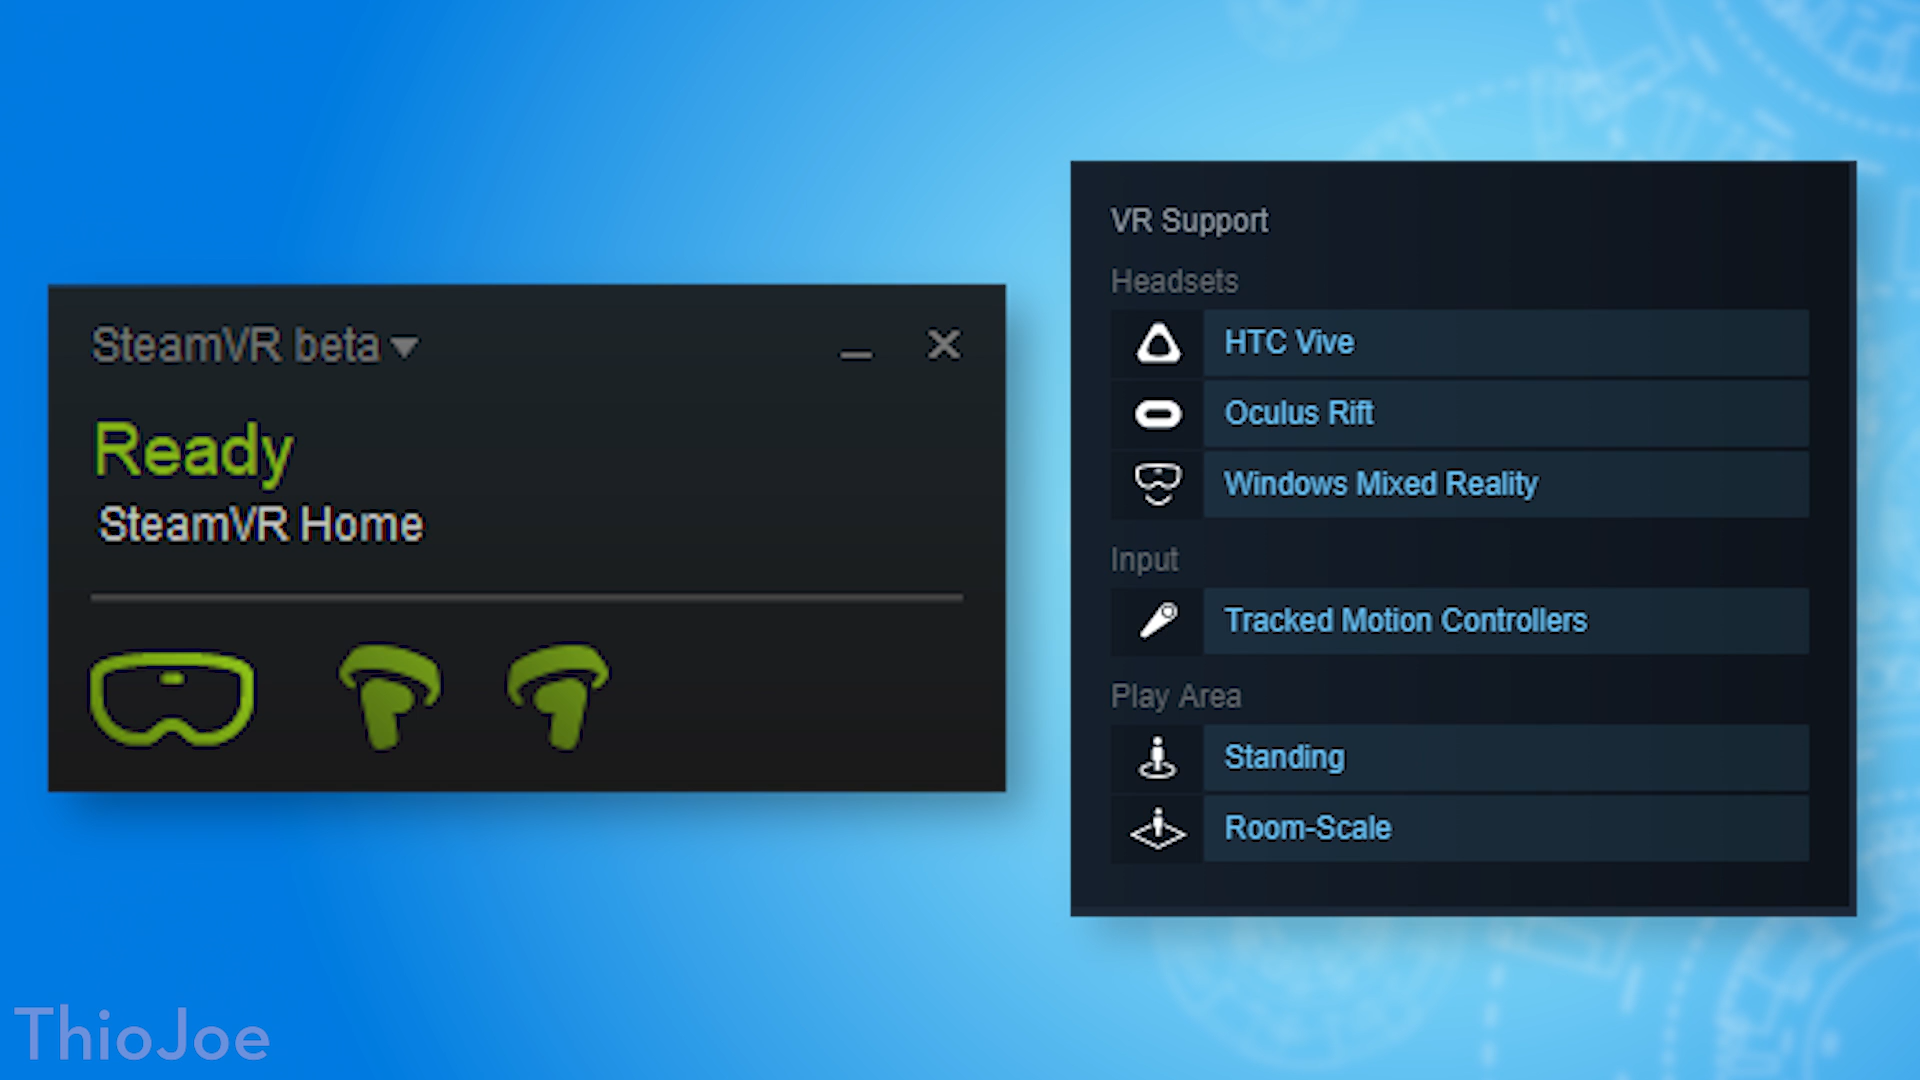 SteamVR beta
Ready
SteamVR Home
VR Support
Headsets
HTC Vive
Oculus Rift
Windows Mixed Reality
Input
Tracked Motion Controllers
Play Area
Standing
Room-Scale
ThioJoe